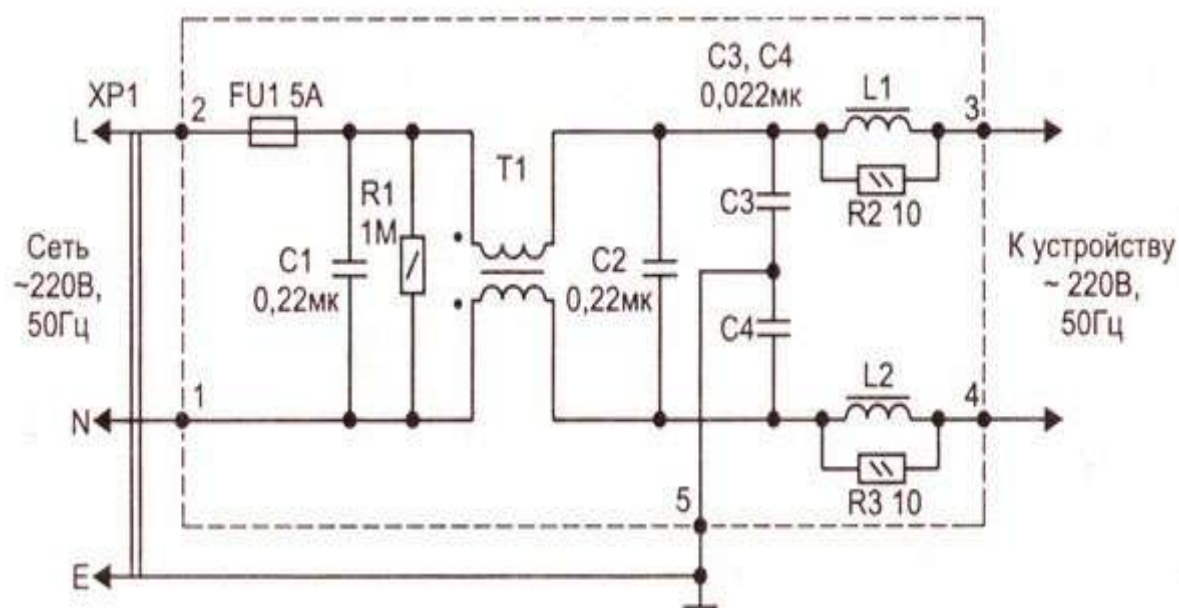 C3, C4
0,022мк
XP1
2
FU1 5A
L1
3
L
T1
R1
1M
C3
R2 10
Сеть
~220В,
50Гц
C1
0,22мк
C2
0,22мк
К устройству
~ 220В,
50Гц
C4
L2
1
4
N
R3 10
5
E